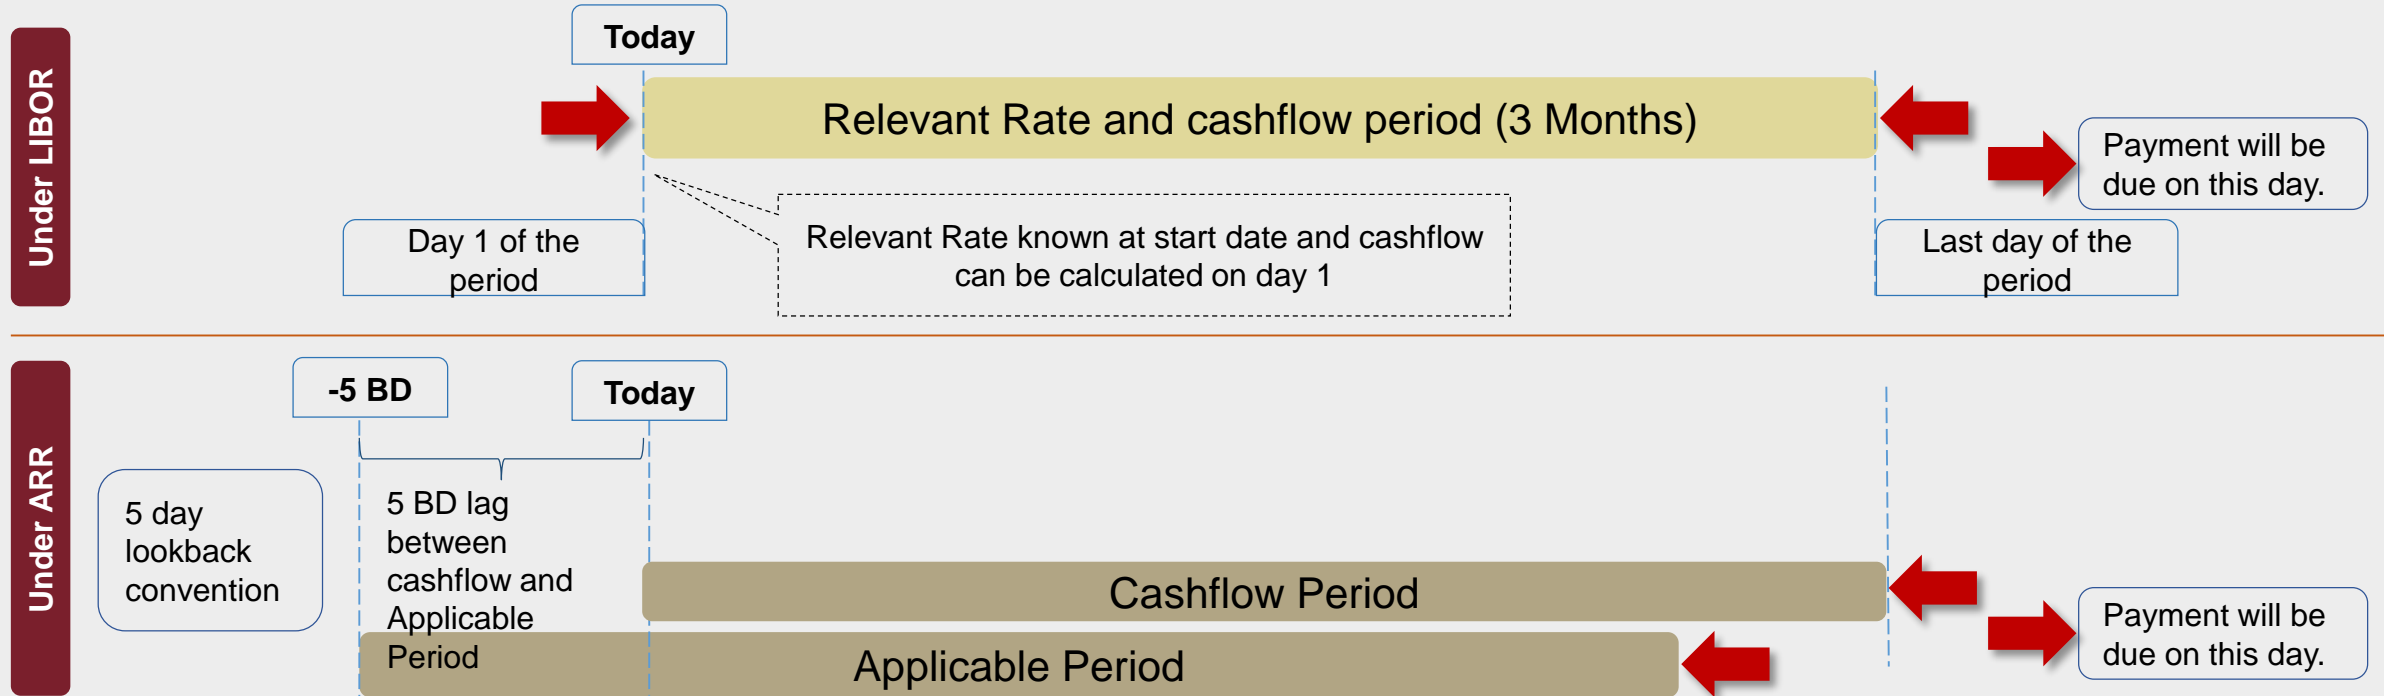 Under LIBOR
Today
Relevant Rate and cashflow period (3 Months)
Payment will be
due on this day.
Day 1 of the
period
Relevant Rate known at start date and cashflow
can be calculated on day 1
Last day of the
period
Under ARR
-5 BD
Today
5 day
lookback
convention
5 BD lag
between
cashflow and
Applicable
Period
Cashflow Period
Applicable Period
Payment will be
due on this day.